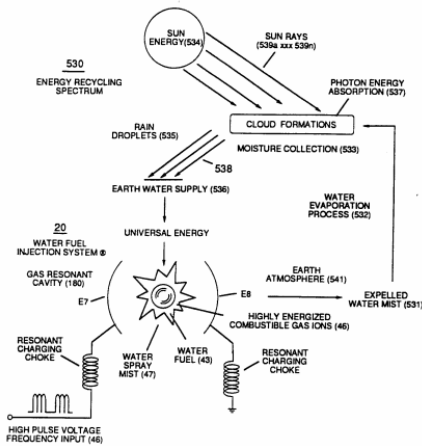 SUN
ENERGY(534)
SUN RAYS
(539a xxx 539n)
530
ENERGY RECYCLING
SPECTRUM
PHOTON ENERGY
ABSORPTION (537)
RAIN
DROPLETS (535)
CLOUD FORMATIONS
538
MOISTURE COLLECTION (533)
EARTH WATER SUPPLY (536)
WATER
EVAPORATION
PROCESS (532)
20
WATER FUEL
INJECTION SYSTEM ®
UNIVERSAL ENERGY
GAS RESONANT
CAVITY (180)
EARTH
ATMOSPHERE (541)
E7
E8
EXPELLED
WATER MIST (531)
HIGHLY ENERGIZED
COMBUSTIBLE GAS IONS (46)
RESONANT
CHARGING
CHOKE
WATER
SPRAY
MIST (47)
WATER
FUEL (43)
RESONANT
CHARGING
CHOKE
HIGH PULSE VOLTAGE
FREQUENCY INPUT (46)